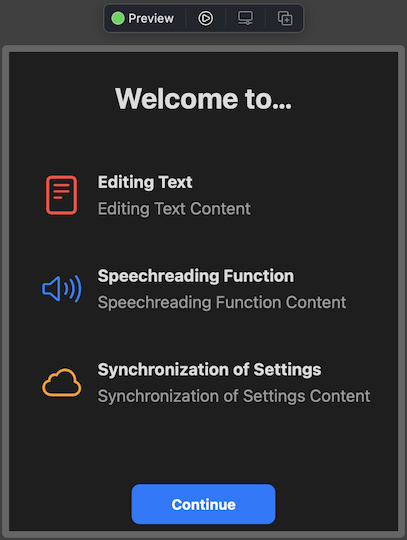 Preview
Welcome to...
Editing Text
Editing Text Content
Speechreading Function
Speechreading Function Content
Synchronization of Settings
Synchronization of Settings Content
Continue